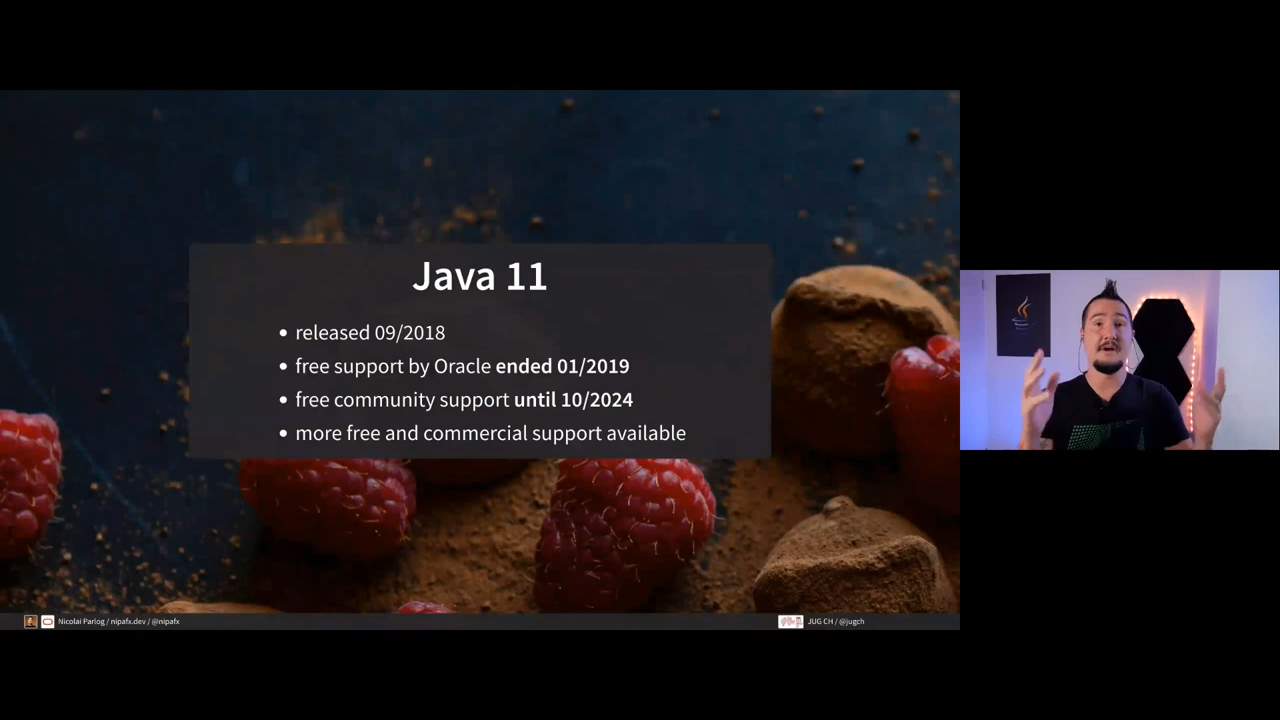 Java 11
• released 09/2018
• free support by Oracle ended 01/2019
• free community support until 10/2024
• more free and commercial support available
Nicolai Parlog / nipafx.dev / @nipafx
JUG CH / @jugch